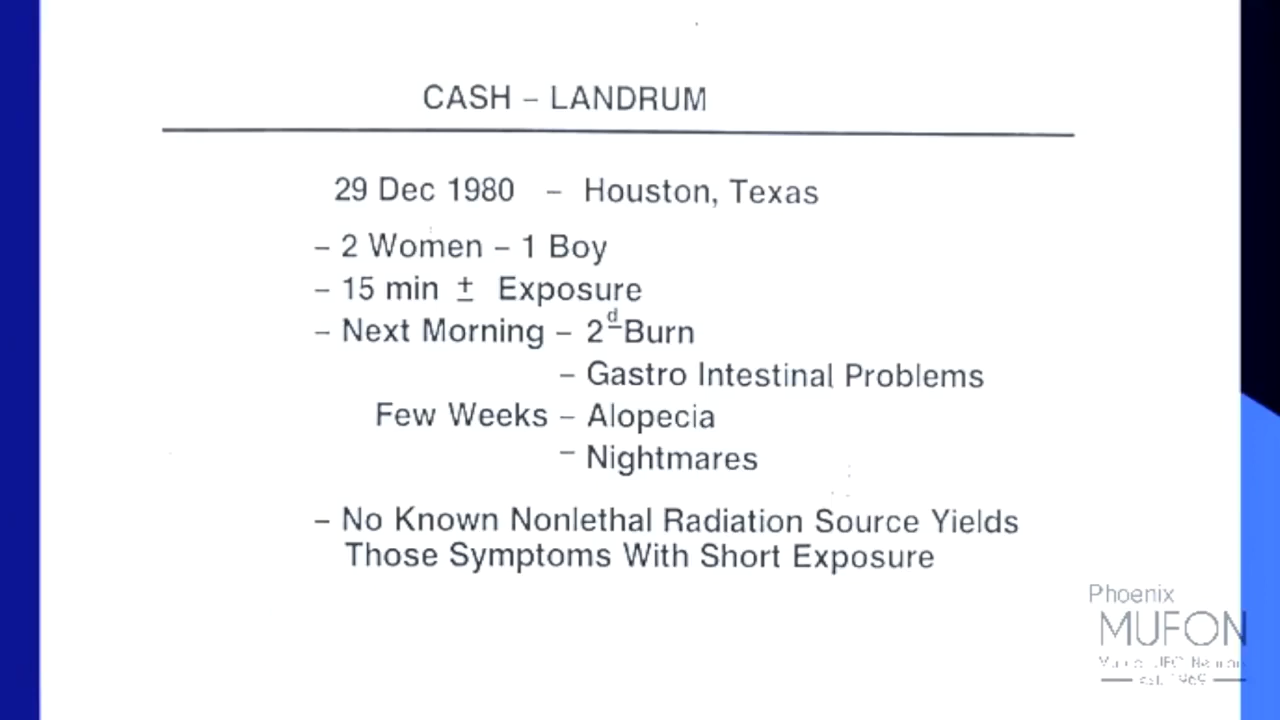 CASH – LANDRUM
29 Dec 1980 – Houston, Texas
– 2 Women – 1 Boy
– 15 min ± Exposure
– Next Morning – 2d Burn
– Gastro Intestinal Problems
Few Weeks – Alopecia
– Nightmares
– No Known Nonlethal Radiation Source Yields
Those Symptoms With Short Exposure
Phoenix
MUFON
est. 1969